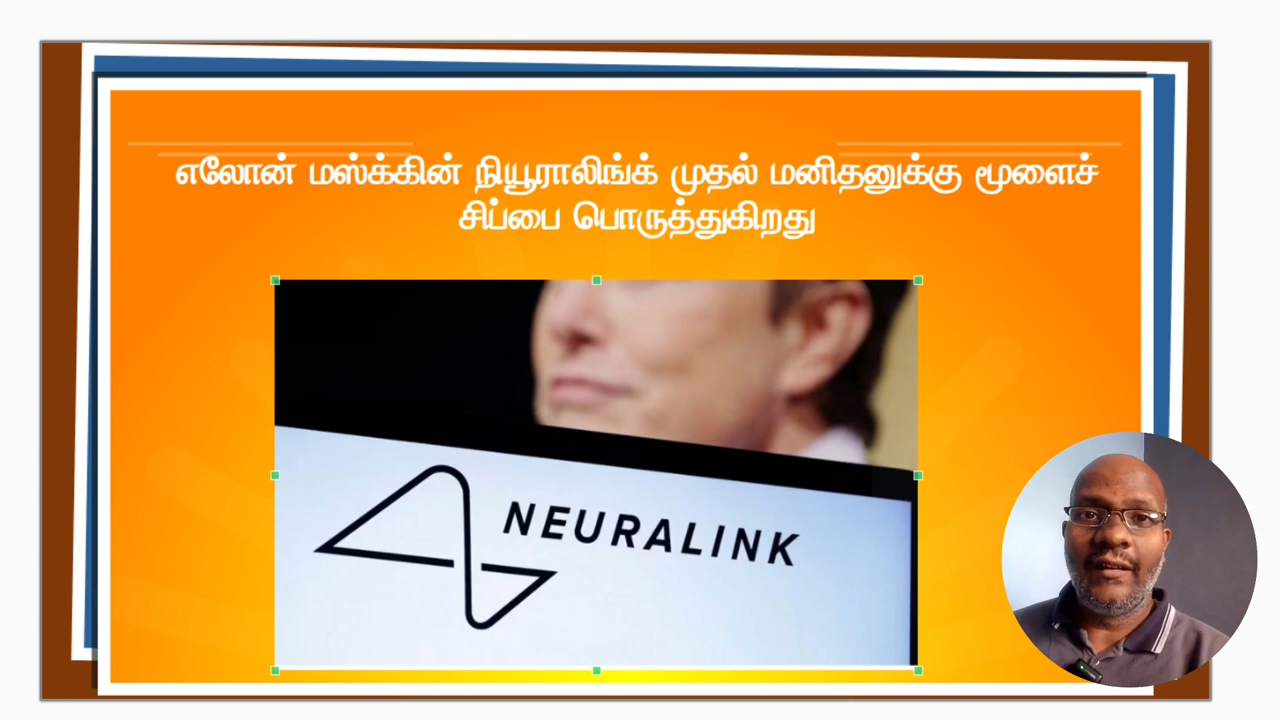 எலோன் மஸ்க்கின் நியூராலிங்க் முதல் மனிதனுக்கு மூளைச்
சிப்பை பொருத்துகிறது
NEURALINK